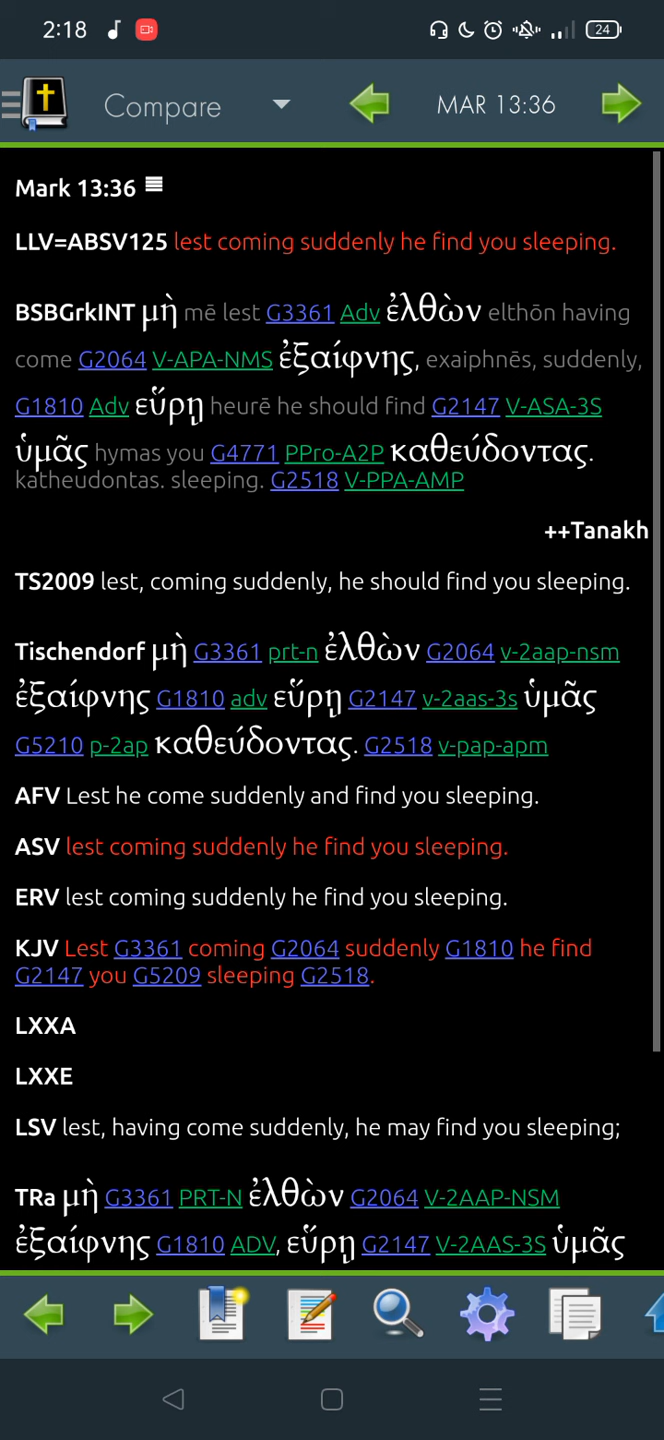 2:18 24
Compare MAR 13:36
Mark 13:36
LLV=ABSV125 lest coming suddenly he find you sleeping.
BSBGrkINT μὴ mē lest G3361 Adv ἐλθὼν elthōn having
come G2064 V-APA-NMS ἐξαίφνης, exaiphnēs, suddenly,
G1810 Adv εὕρῃ heurē he should find G2147 V-ASA-3S
ὑμᾶς hymas you G4771 PPro-A2P καθεύδοντας.
katheudontas. sleeping. G2518 V-PPA-AMP
++Tanakh
TS2009 lest, coming suddenly, he should find you sleeping.
Tischendorf μὴ G3361 prt-n ἐλθὼν G2064 v-2aap-nsm
ἐξαίφνης G1810 adv εὕρῃ G2147 v-2aas-3s ὑμᾶς
G5210 p-2ap καθεύδοντας. G2518 v-pap-apm
AFV Lest he come suddenly and find you sleeping.
ASV lest coming suddenly he find you sleeping.
ERV lest coming suddenly he find you sleeping.
KJV Lest G3361 coming G2064 suddenly G1810 he find
G2147 you G5209 sleeping G2518.
LXXA
LXXE
LSV lest, having come suddenly, he may find you sleeping;
TRa μὴ G3361 PRT-N ἐλθὼν G2064 V-2AAP-NSM
ἐξαίφνης G1810 ADV, εὕρῃ G2147 V-2AAS-3S ὑμᾶς